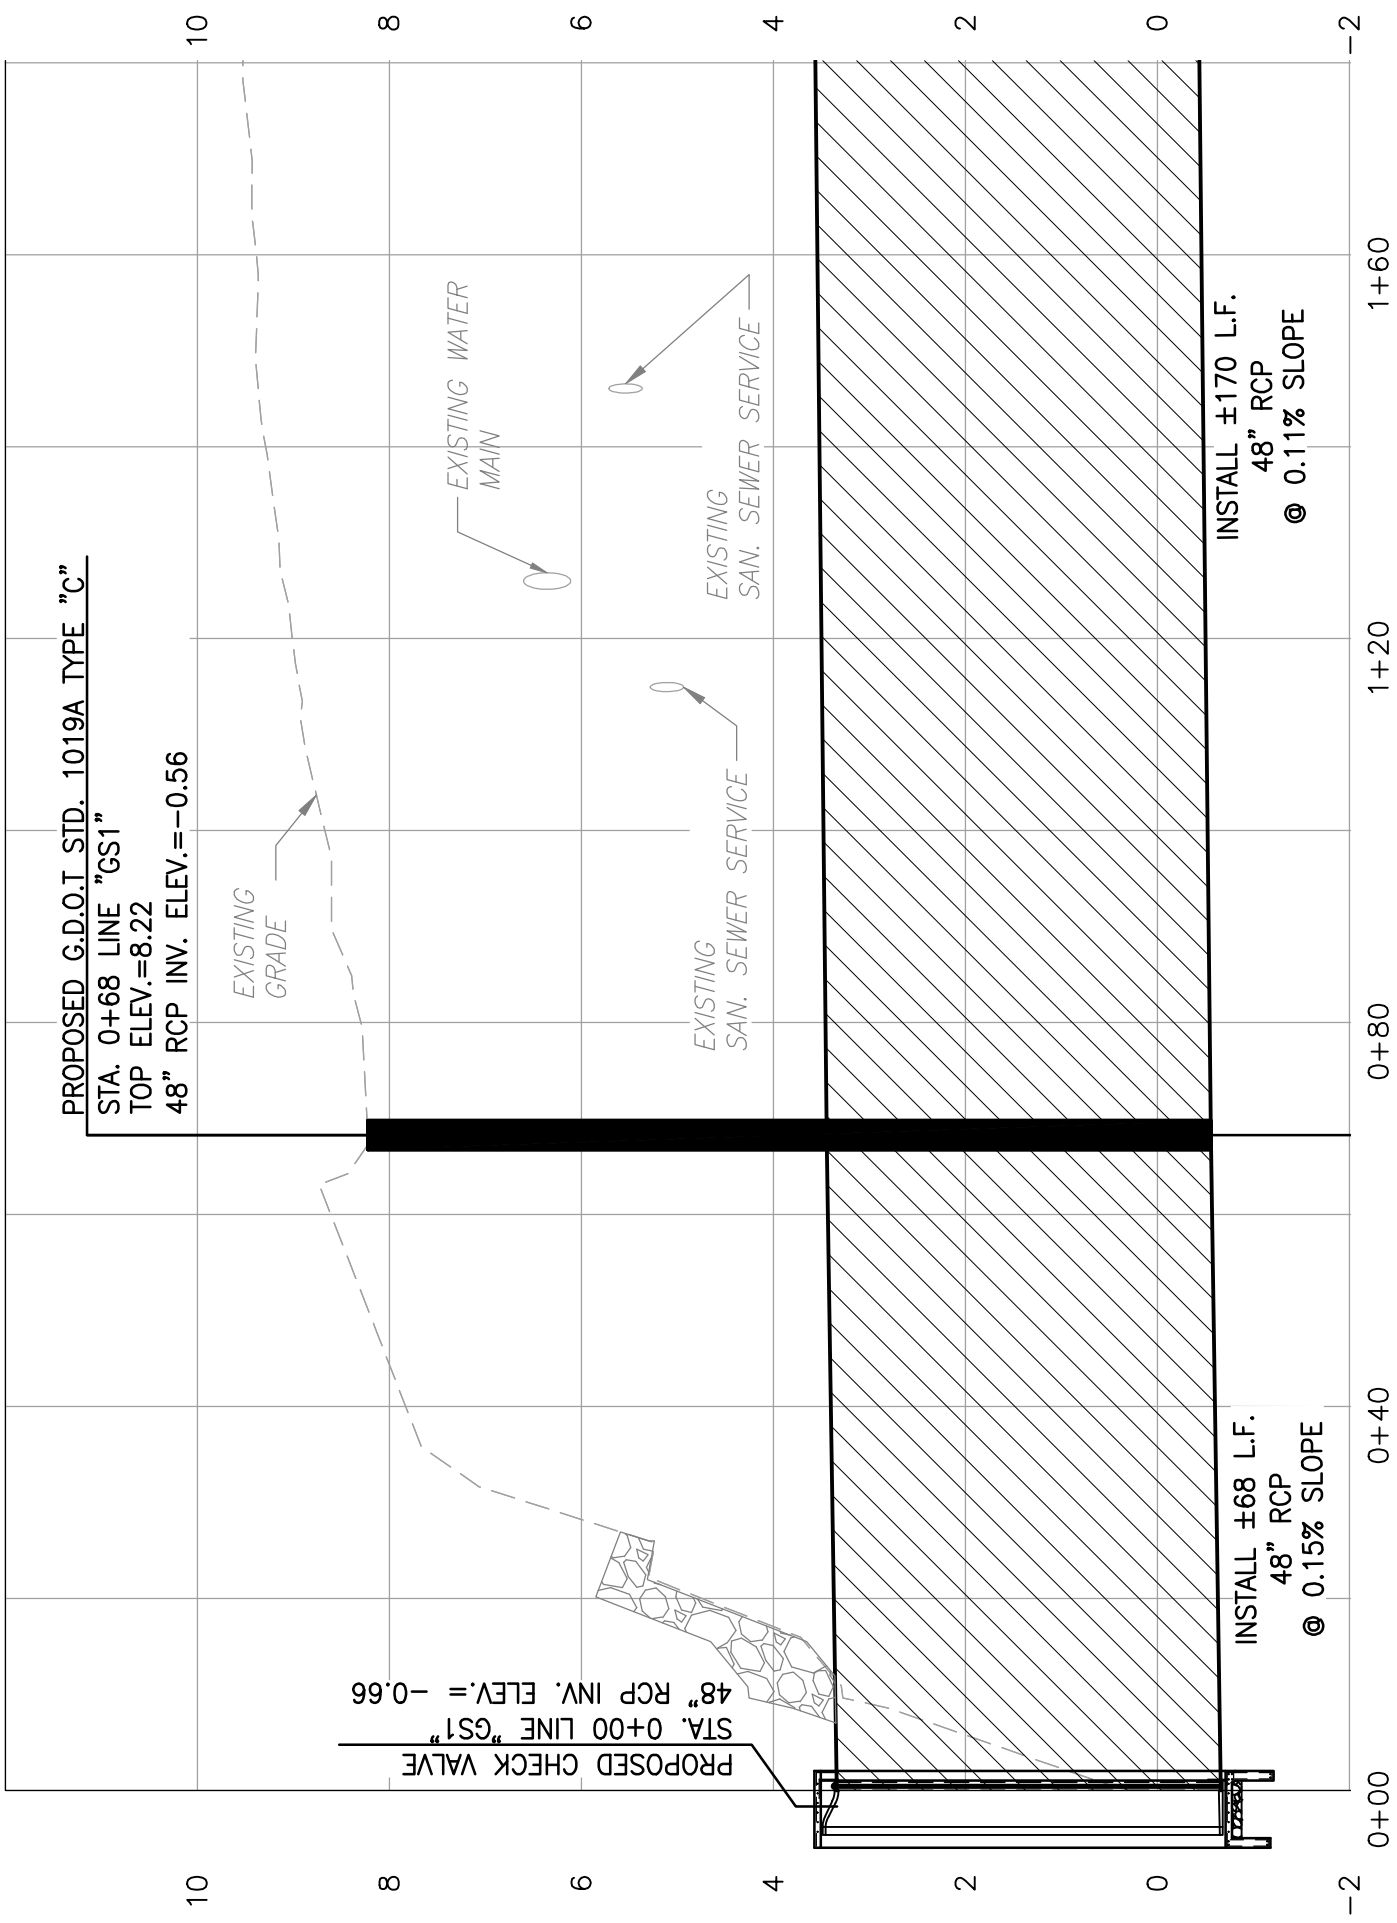 PROPOSED G.D.O.T STD. 1019A TYPE "C"
STA. 0+68 LINE "GS1"
TOP ELEV.=8.22
48" RCP INV. ELEV.=-0.56
EXISTING
GRADE
EXISTING WATER
MAIN
EXISTING
SAN. SEWER SERVICE
EXISTING
SAN. SEWER SERVICE
PROPOSED CHECK VALVE
STA. 0+00 LINE "GS1"
48" RCP INV. ELEV.= -0.66
INSTALL ±68 L.F.
48" RCP
@ 0.15% SLOPE
INSTALL ±170 L.F.
48" RCP
@ 0.11% SLOPE
10
8
6
4
2
0
-2
10
8
6
4
2
0
-2
0+00
0+40
0+80
1+20
1+60